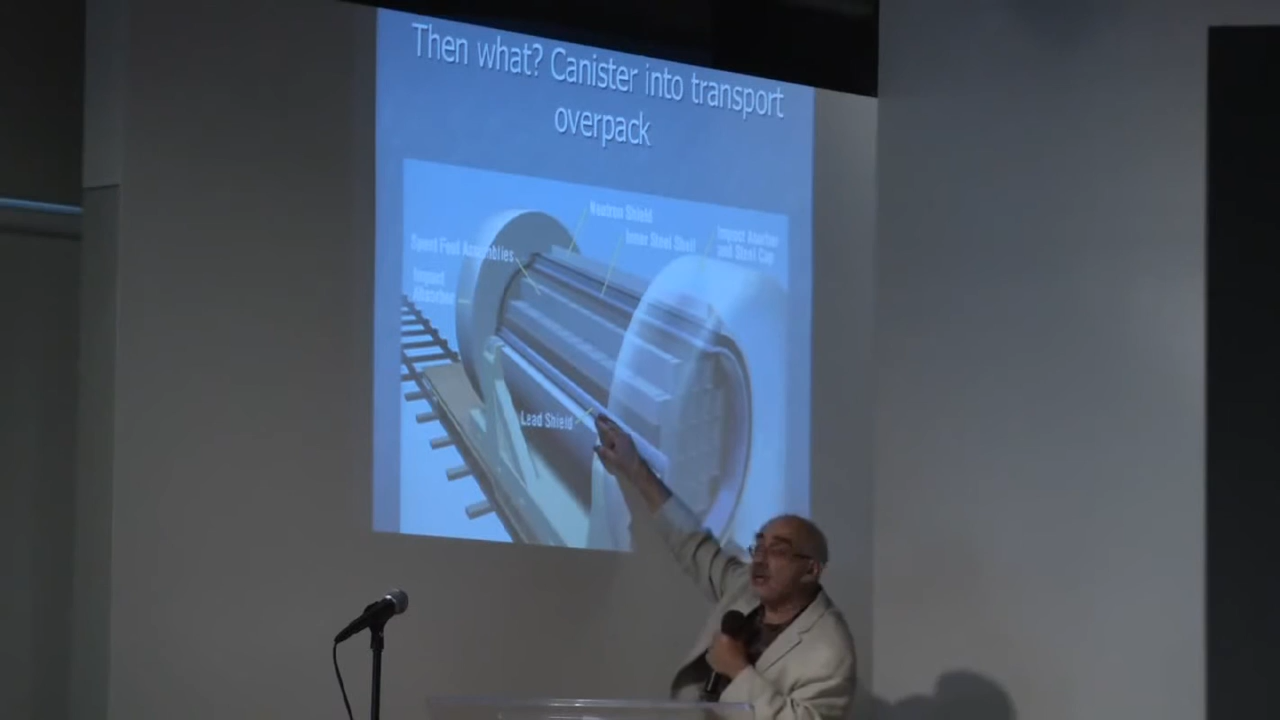 Then what? Canister into transport
overpack
Neutron Shield
Inner Steel Shell
Impact Absorber
and Steel Cap
Spent Fuel Assemblies
Impact
Absorber
Lead Shield